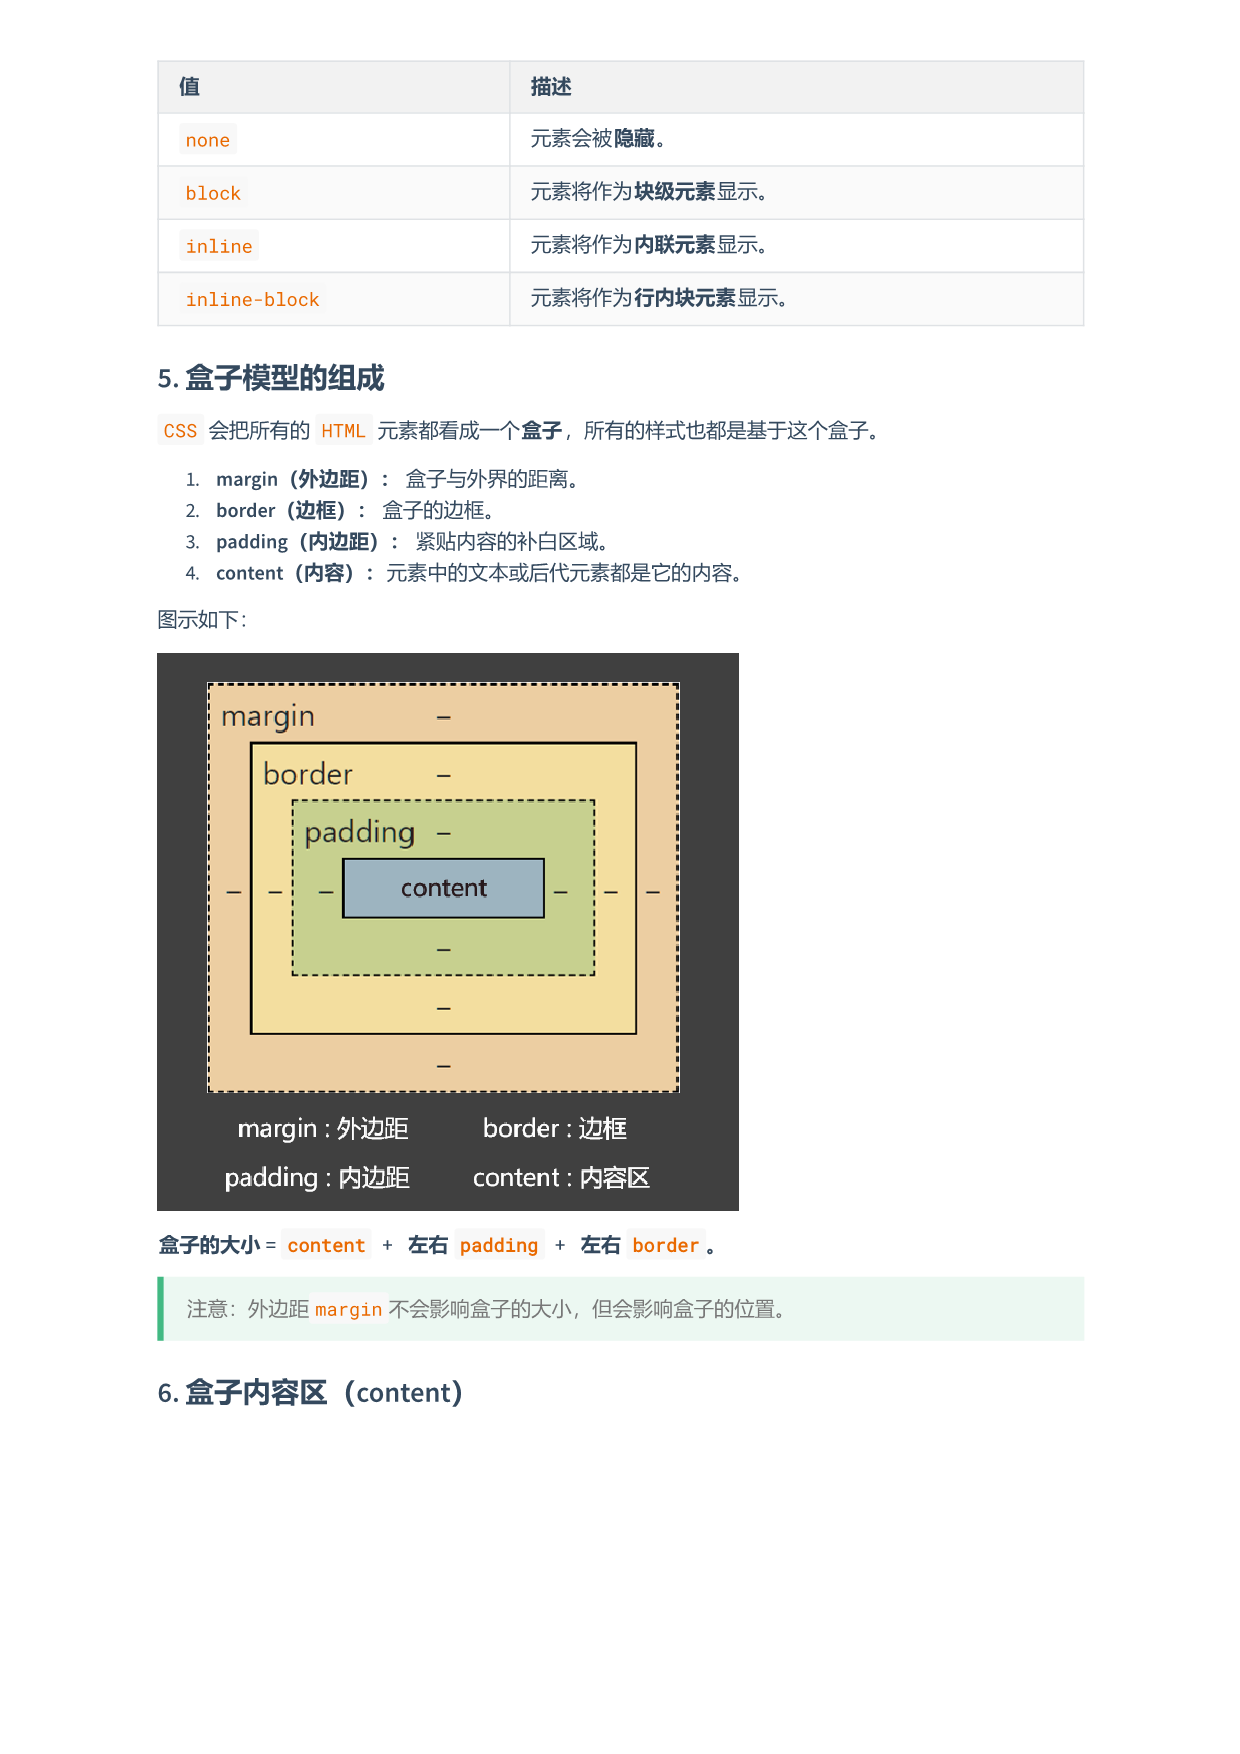 值 描述
none 元素会被隐藏。
block 元素将作为块级元素显示。
inline 元素将作为内联元素显示。
inline-block 元素将作为行内块元素显示。
5. 盒子模型的组成
CSS 会把所有的 HTML 元素都看成一个盒子，所有的样式也都是基于这个盒子。
1. margin（外边距）： 盒子与外界的距离。
2. border（边框）： 盒子的边框。
3. padding（内边距）： 紧贴内容的补白区域。
4. content（内容）：元素中的文本或后代元素都是它的内容。
图示如下：
margin –
border –
padding –
– – – content – – –
–
–
–
margin : 外边距 border : 边框
padding : 内边距 content : 内容区
盒子的大小 = content + 左右 padding + 左右 border 。
注意：外边距 margin 不会影响盒子的大小，但会影响盒子的位置。
6. 盒子内容区（content）